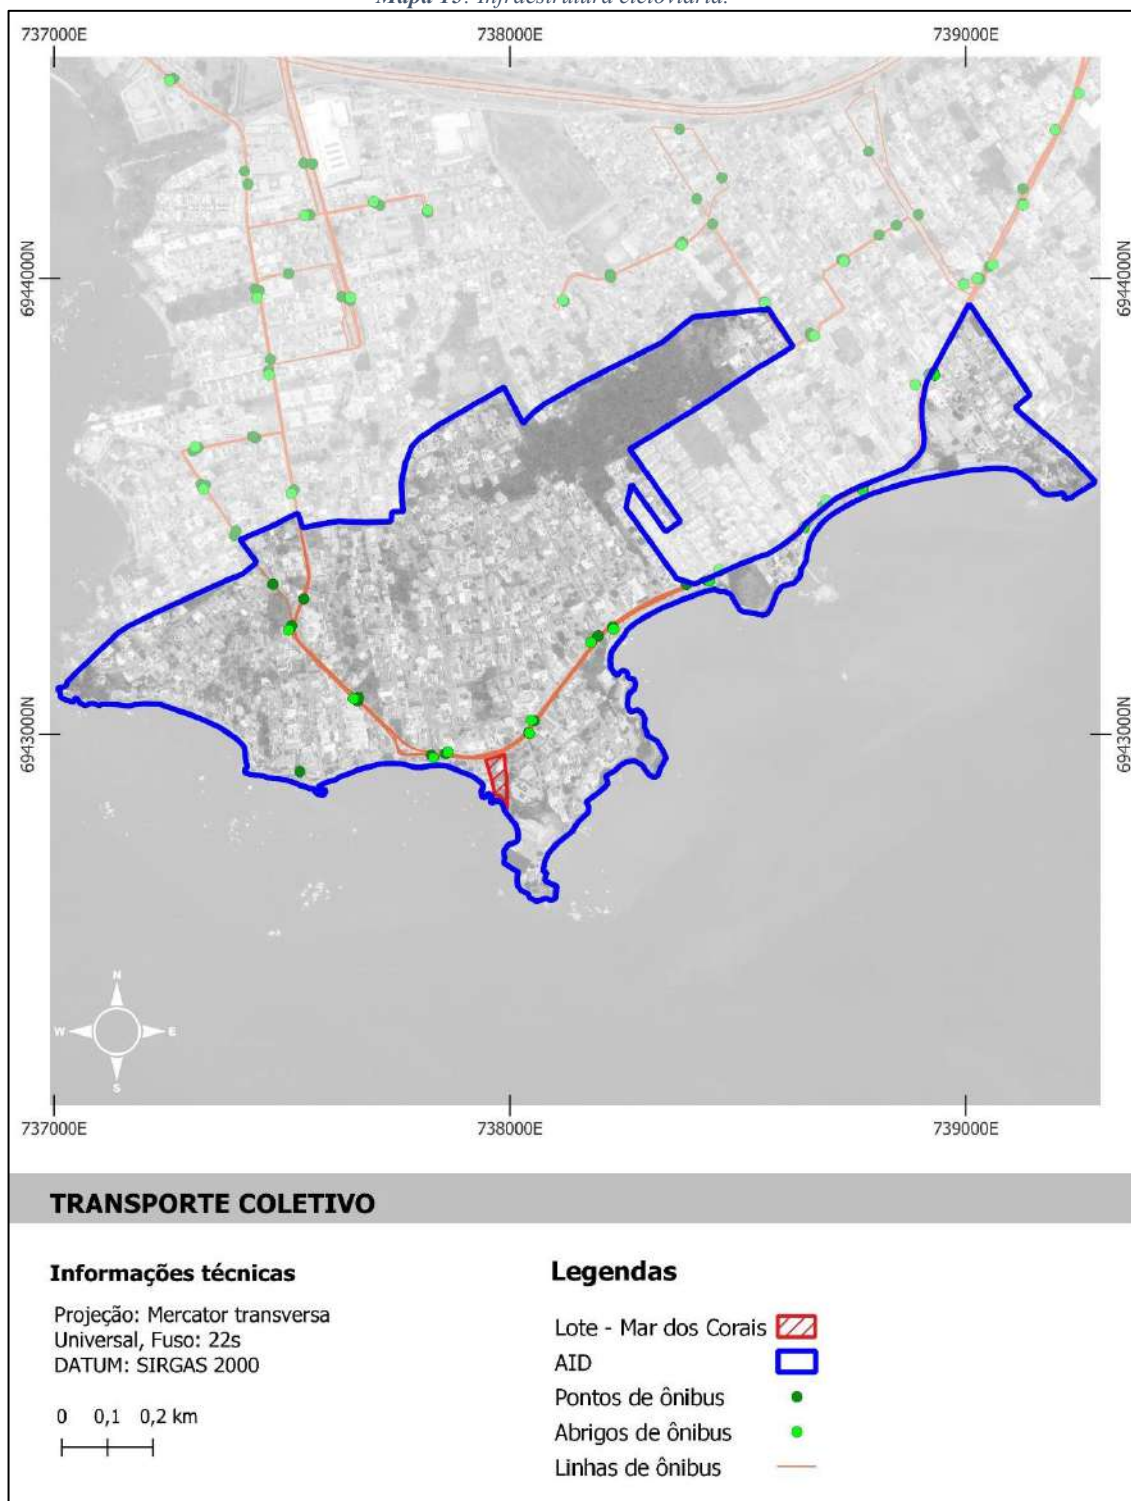 Mapa 15: Infraestrutura cicloviária.
737000E 738000E 739000E
6944000N 6944000N
6943000N 6943000N
N
W E
S
737000E 738000E 739000E
TRANSPORTE COLETIVO
Informações técnicas
Projeção: Mercator transversa
Universal, Fuso: 22s
DATUM: SIRGAS 2000
0 0,1 0,2 km
Legendas
Lote - Mar dos Corais
AID
Pontos de ônibus
Abrigos de ônibus
Linhas de ônibus